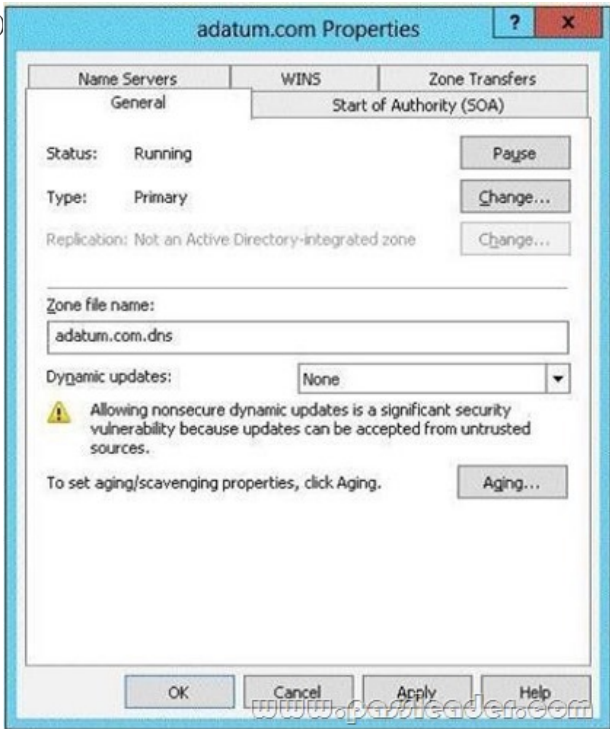 adatum.com Properties
?
x
Name Servers
WINS
Zone Transfers
General
Start of Authority (SOA)
Status:
Running
Pause
Type:
Primary
Change...
Replication: Not an Active Directory-integrated zone
Change...
Zone file name:
adatum.com.dns
Dynamic updates:
None
Allowing nonsecure dynamic updates is a significant security
vulnerability because updates can be accepted from untrusted
sources.
To set aging/scavenging properties, click Aging.
Aging...
OK
Cancel
Apply
Help
www.passleader.com